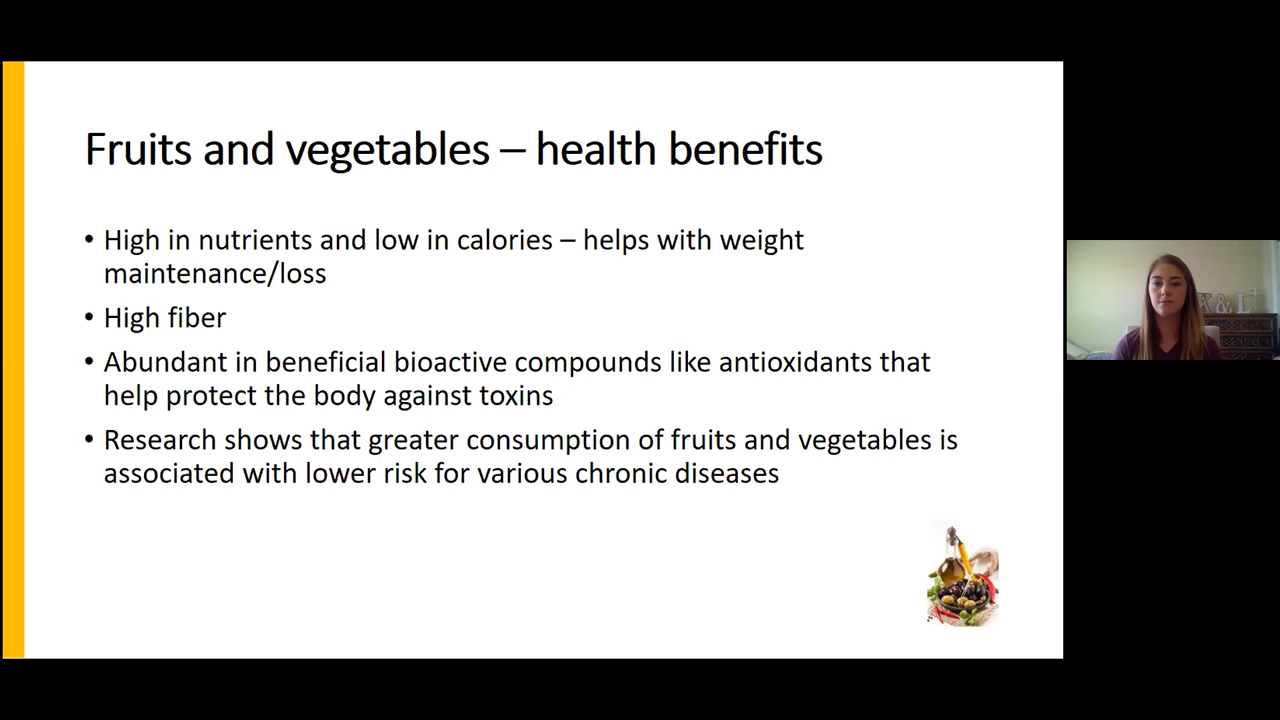 Fruits and vegetables – health benefits
• High in nutrients and low in calories – helps with weight
maintenance/loss
• High fiber
• Abundant in beneficial bioactive compounds like antioxidants that
help protect the body against toxins
• Research shows that greater consumption of fruits and vegetables is
associated with lower risk for various chronic diseases
K & L